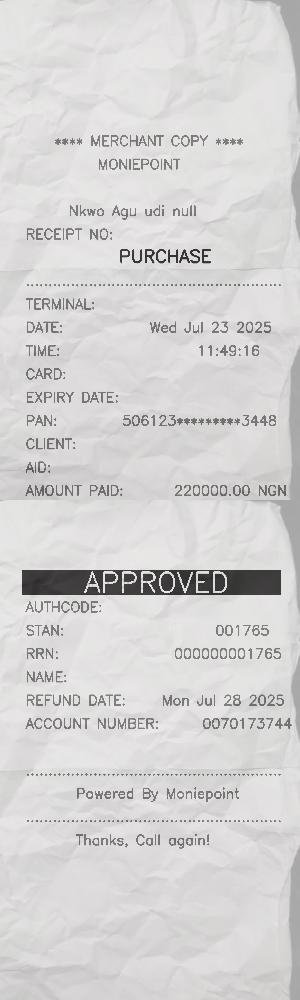 **** MERCHANT COPY ****
MONIEPOINT
Nkwo Agu udi null
RECEIPT NO:
PURCHASE
TERMINAL:
DATE: Wed Jul 23 2025
TIME: 11:49:16
CARD:
EXPIRY DATE:
PAN: 506123*********3448
CLIENT:
AID:
AMOUNT PAID: 220000.00 NGN
APPROVED
AUTHCODE:
STAN: 001765
RRN: 000000001765
NAME:
REFUND DATE: Mon Jul 28 2025
ACCOUNT NUMBER: 0070173744
Powered By Moniepoint
Thanks, Call again!